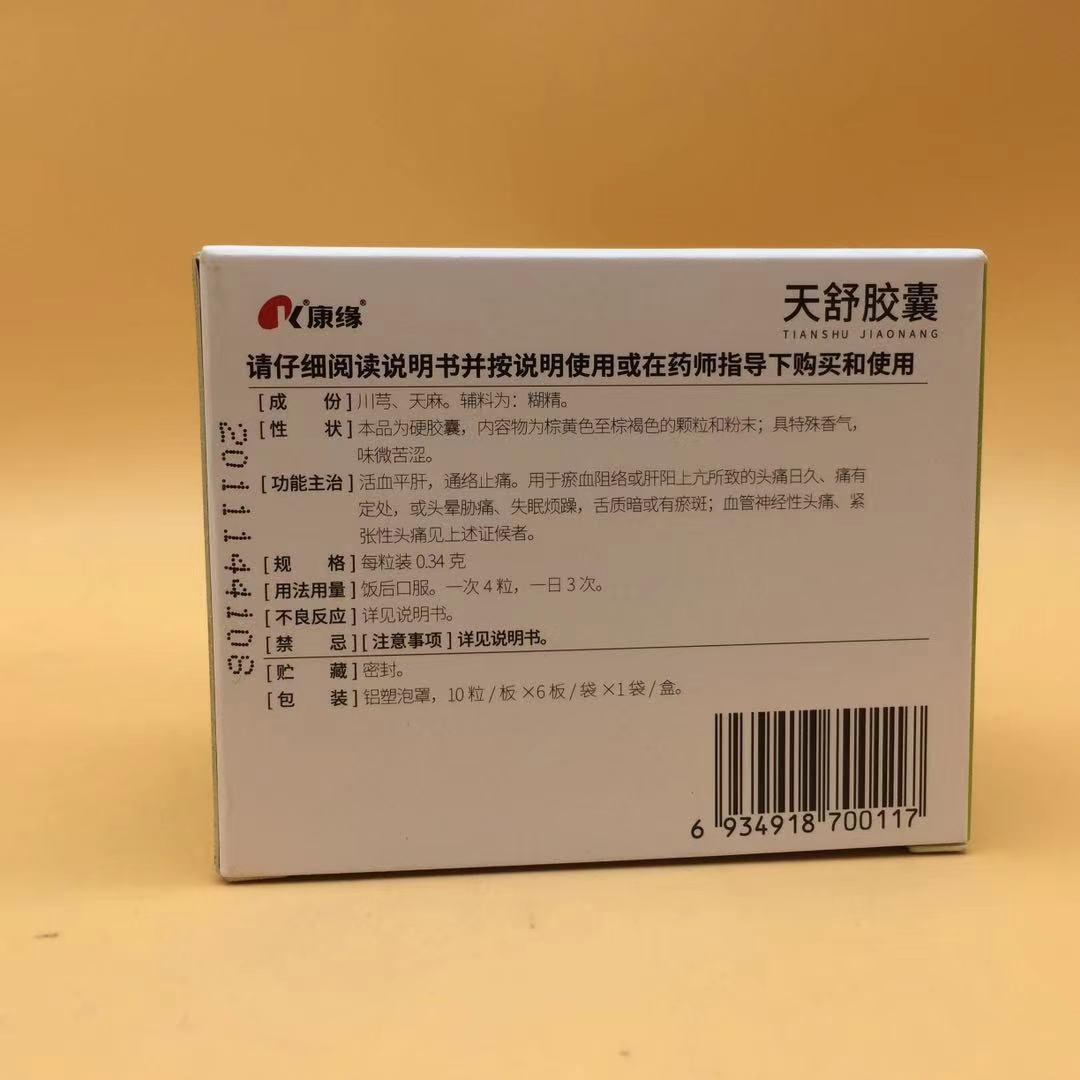 K®康缘®
天舒胶囊
TIANSHU JIAONANG
请仔细阅读说明书并按说明使用或在药师指导下购买和使用
[成 份]川芎、天麻。辅料为：糊精。
[性 状]本品为硬胶囊，内容物为棕黄色至棕褐色的颗粒和粉末；具特殊香气，
味微苦涩。
[功能主治]活血平肝，通络止痛。用于瘀血阻络或肝阳上亢所致的头痛日久、痛有
定处，或头晕胁痛、失眠烦躁，舌质暗或有瘀斑；血管神经性头痛、紧
张性头痛见上述证候者。
[规 格]每粒装 0.34 克
[用法用量]饭后口服。一次 4 粒，一日 3 次。
[不良反应]详见说明书。
[禁 忌][注意事项]详见说明书。
[贮 藏]密封。
[包 装]铝塑泡罩，10 粒 / 板 ×6 板 / 袋 ×1 袋 / 盒。
20111441108
6 934918 700117